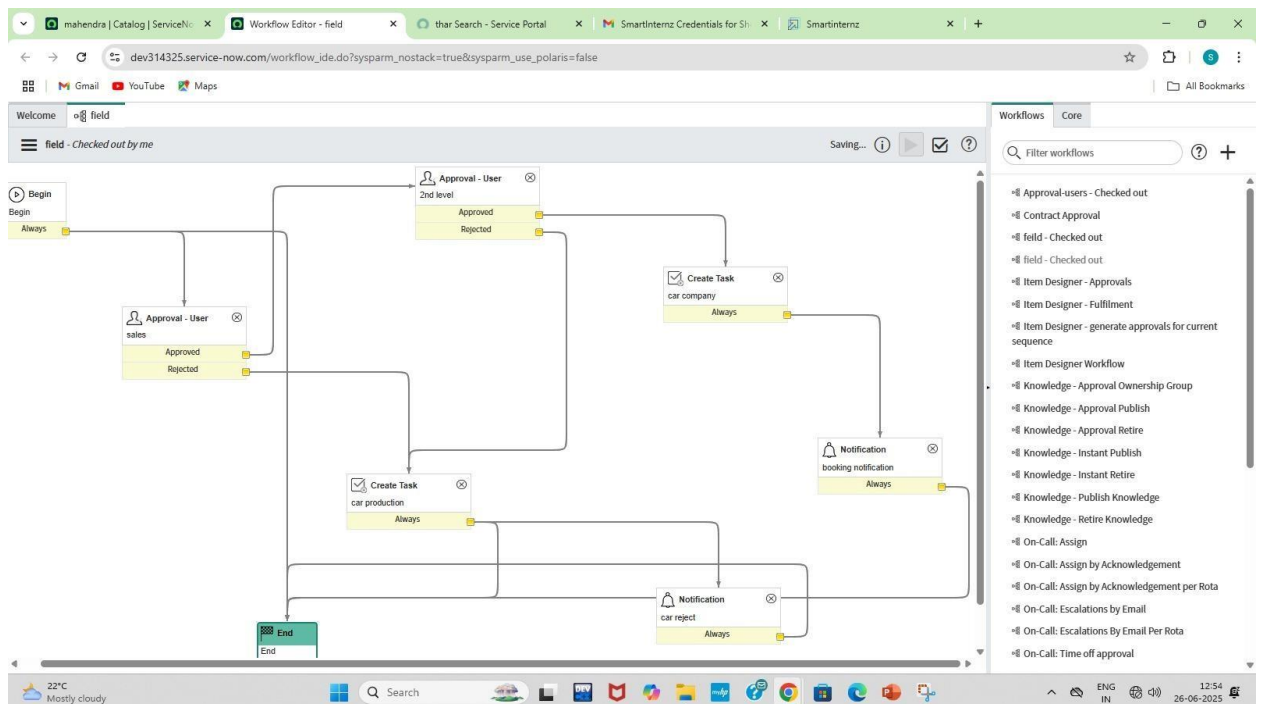 mahendra | Catalog | ServiceNo
Workflow Editor - field
thar Search - Service Portal
SmartInternz Credentials for Sh
Smartinternz
dev314325.service-now.com/workflow_ide.do?sysparm_nostack=true&sysparm_use_polaris=false
S
Gmail
YouTube
Maps
All Bookmarks
Welcome
field
Workflows
Core
field - Checked out by me
Saving...
Filter workflows
Begin
Begin
Always
Approval - User
2nd level
Approved
Rejected
Create Task
car company
Always
Approval - User
sales
Approved
Rejected
Notification
booking notification
Always
Create Task
car production
Always
Notification
car reject
Always
End
End
Approval-users - Checked out
Contract Approval
feild - Checked out
field - Checked out
Item Designer - Approvals
Item Designer - Fulfilment
Item Designer - generate approvals for current
sequence
Item Designer Workflow
Knowledge - Approval Ownership Group
Knowledge - Approval Publish
Knowledge - Approval Retire
Knowledge - Instant Publish
Knowledge - Instant Retire
Knowledge - Publish Knowledge
Knowledge - Retire Knowledge
On-Call: Assign
On-Call: Assign by Acknowledgement
On-Call: Assign by Acknowledgement per Rota
On-Call: Escalations by Email
On-Call: Escalations By Email Per Rota
On-Call: Time off approval
22°C
Mostly cloudy
Search
DEV
ENG
IN
12:54
26-06-2025